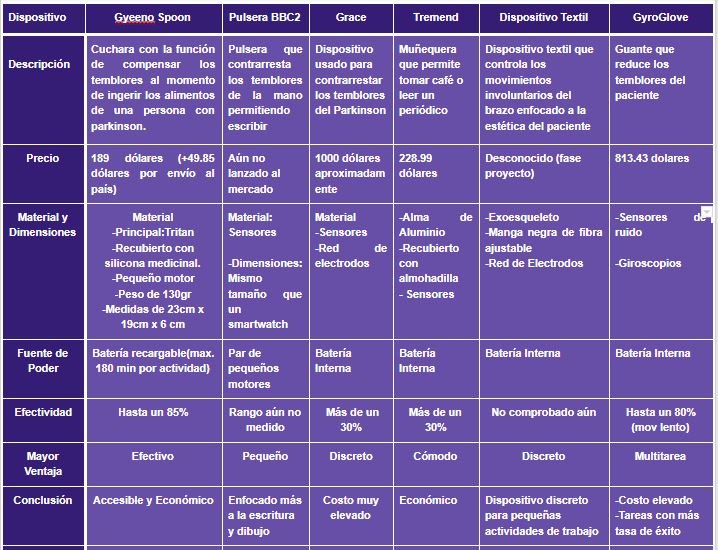 Dispositivo Gyeeno Spoon Pulsera BBC2 Grace Tremend Dispositivo Textil GyroGlove
Descripción
Cuchara con la función
de compensar los
temblores al momento
de ingerir los alimentos
de una persona con
parkinson.
Pulsera que
contrarresta
los temblores
de la mano
permitiendo
escribir
Dispositivo
usado para
contrarrestar
los temblores
del Parkinson
Muñequera
que permite
tomar café o
leer un
periódico
Dispositivo textil que
controla los
movimientos
involuntarios del
brazo enfocado a la
estética del paciente
Guante que
reduce los
temblores del
paciente
Precio
189 dólares (+49.85
dólares por envío al
país)
Aún no
lanzado al
mercado
1000 dólares
aproximadam
ente
228.99
dólares
Desconocido (fase
proyecto)
813.43 dolares
Material y
Dimensiones
Material
-Principal:Tritan
-Recubierto con
silicona medicinal.
-Pequeño motor
-Peso de 130gr
-Medidas de 23cm x
19cm x 6 cm
Material:
Sensores
-Dimensiones:
Mismo
tamaño que
un
smartwatch
Material
-Sensores
-Red de
electrodos
-Alma de
Aluminio
-Recubierto
con
almohadilla
- Sensores
-Exoesqueleto
-Manga negra de fibra
ajustable
-Red de Electrodos
-Sensores de
ruido
-Giroscopios
Fuente de
Poder
Batería recargable(max.
180 min por actividad)
Par de
pequeños
motores
Batería
Interna
Batería
Interna
Batería Interna
Batería Interna
Efectividad
Hasta un 85%
Rango aún no
medido
Más de un
30%
Más de un
30%
No comprobado aún
Hasta un 80%
(mov lento)
Mayor
Ventaja
Efectivo
Pequeño
Discreto
Cómodo
Discreto
Multitarea
Conclusión
Accesible y Económico
Enfocado más
a la escritura
y dibujo
Costo muy
elevado
Económico
Dispositivo discreto
para pequeñas
actividades de trabajo
-Costo elevado
-Tareas con más
tasa de éxito